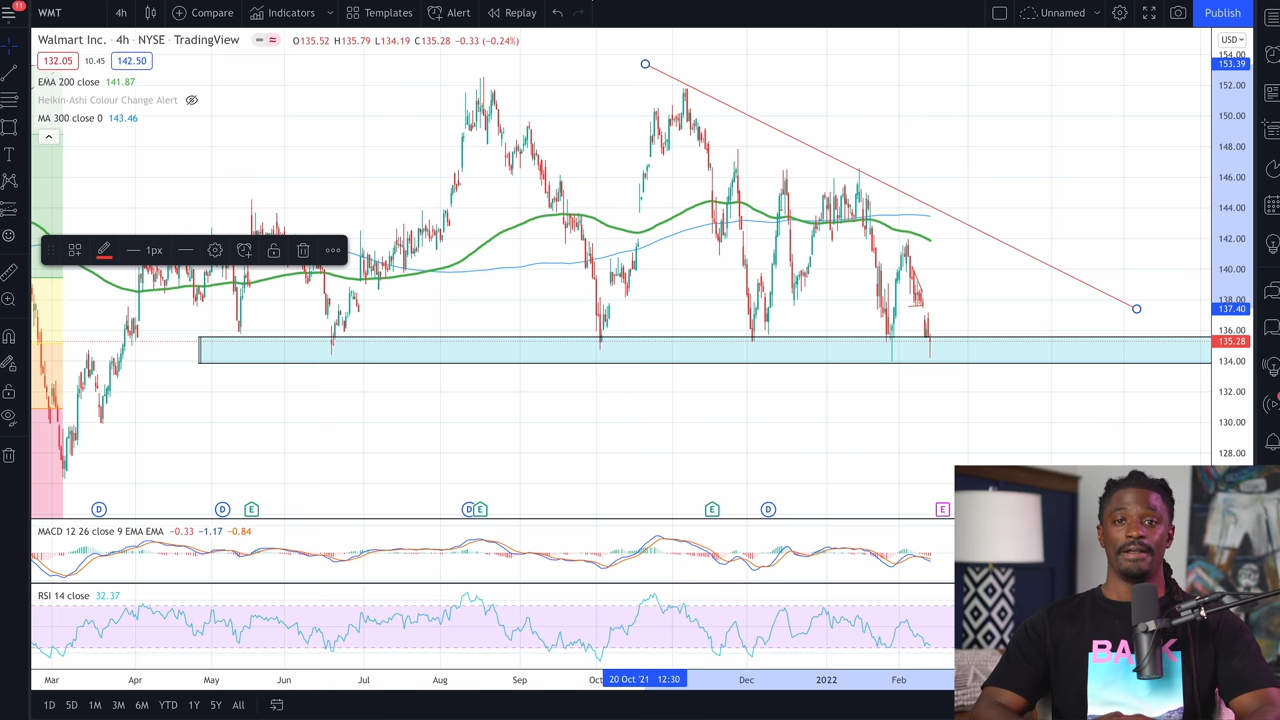 11
WMT 4h Compare Indicators Templates Alert Replay Unnamed Publish
Walmart Inc. · 4h · NYSE · TradingView O135.52 H135.79 L134.19 C135.28 −0.33 (−0.24%)
USD
132.05 10.45 142.50
EMA 200 close 141.87
Heikin-Ashi Colour Change Alert
MA 300 close 0 143.46
154.00
153.39
152.00
150.00
148.00
146.00
144.00
142.00
140.00
138.00
137.40
136.00
135.28
134.00
132.00
130.00
128.00
1px
D D E D E E D E
MACD 12 26 close 9 EMA EMA −0.33 −1.17 −0.84
RSI 14 close 32.37
Mar Apr May Jun Jul Aug Sep Oct 20 Oct '21 12:30 Dec 2022 Feb
1D 5D 1M 3M 6M YTD 1Y 5Y All